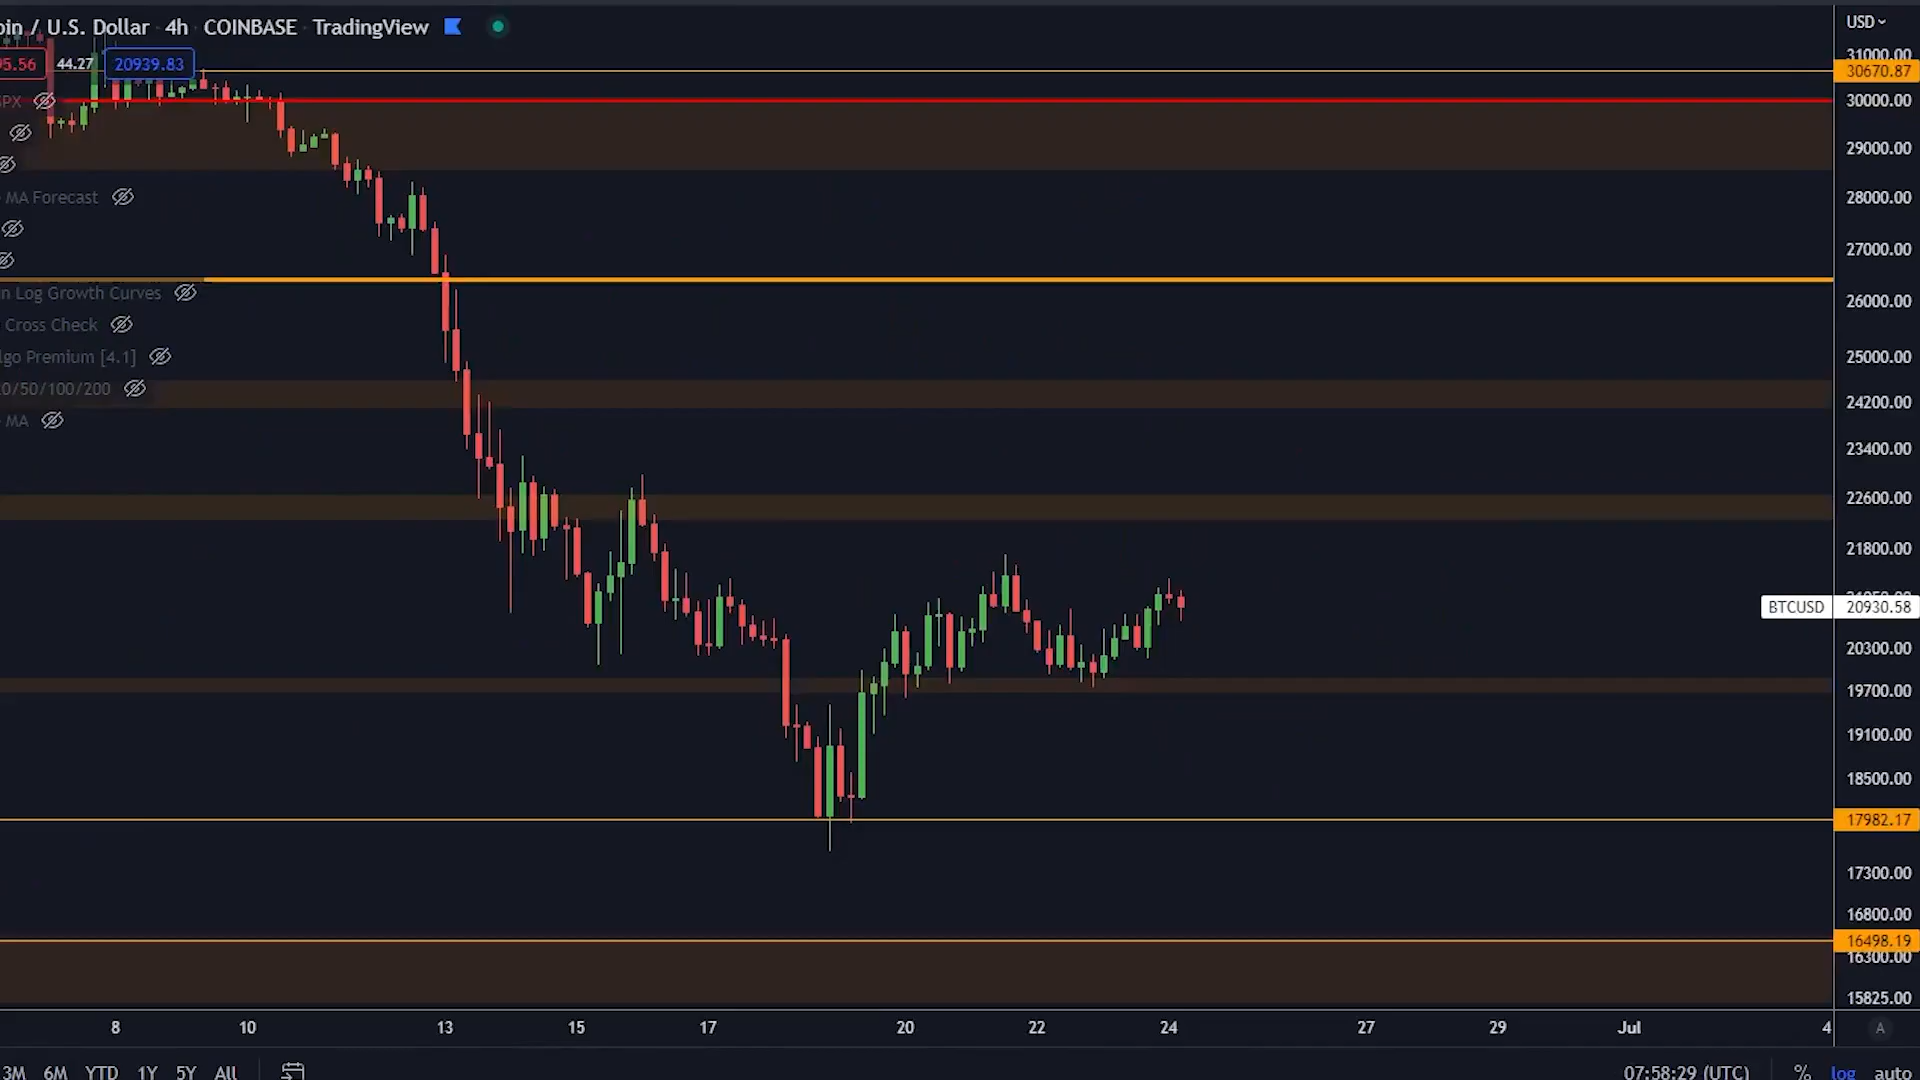 oin / U.S. Dollar · 4h · COINBASE · TradingView
95.56 44.27 20939.83
SPX
MA Forecast
n Log Growth Curves
Cross Check
lgo Premium [4.1]
20/50/100/200
MA
USD
31000.00
30670.87
30000.00
29000.00
28000.00
27000.00
26000.00
25000.00
24200.00
23400.00
22600.00
21800.00
BTCUSD 20930.58
20300.00
19700.00
19100.00
18500.00
17982.17
17300.00
16800.00
16498.19
16300.00
15825.00
8 10 13 15 17 20 22 24 27 29 Jul 4 A
3M 6M YTD 1Y 5Y All 07:58:29 (UTC) % log auto